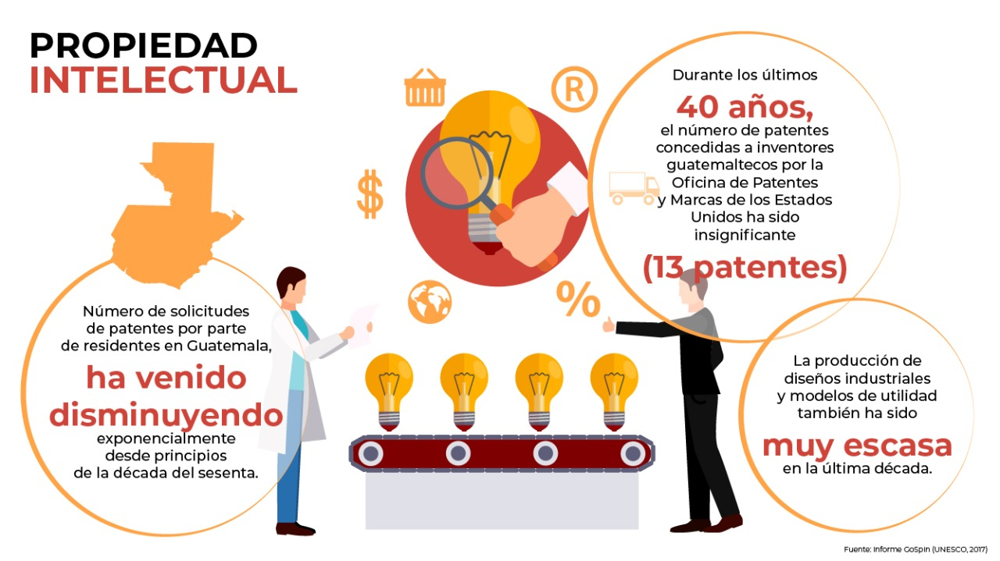 PROPIEDAD
INTELECTUAL
Número de solicitudes
de patentes por parte
de residentes en Guatemala,
ha venido
disminuyendo
exponencialmente
desde principios
de la década del sesenta.
$
®
%
Durante los últimos
40 años,
el número de patentes
concedidas a inventores
guatemaltecos por la
Oficina de Patentes
y Marcas de los Estados
Unidos ha sido
insignificante
(13 patentes)
La producción de
diseños industriales
y modelos de utilidad
también ha sido
muy escasa
en la última década.
Fuente: Informe GoSpin (UNESCO, 2017)